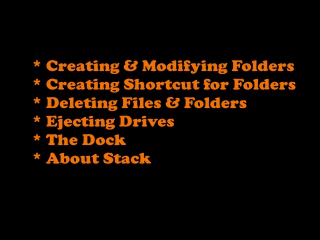 * Creating & Modifying Folders
* Creating Shortcut for Folders
* Deleting Files & Folders
* Ejecting Drives
* The Dock
* About Stack